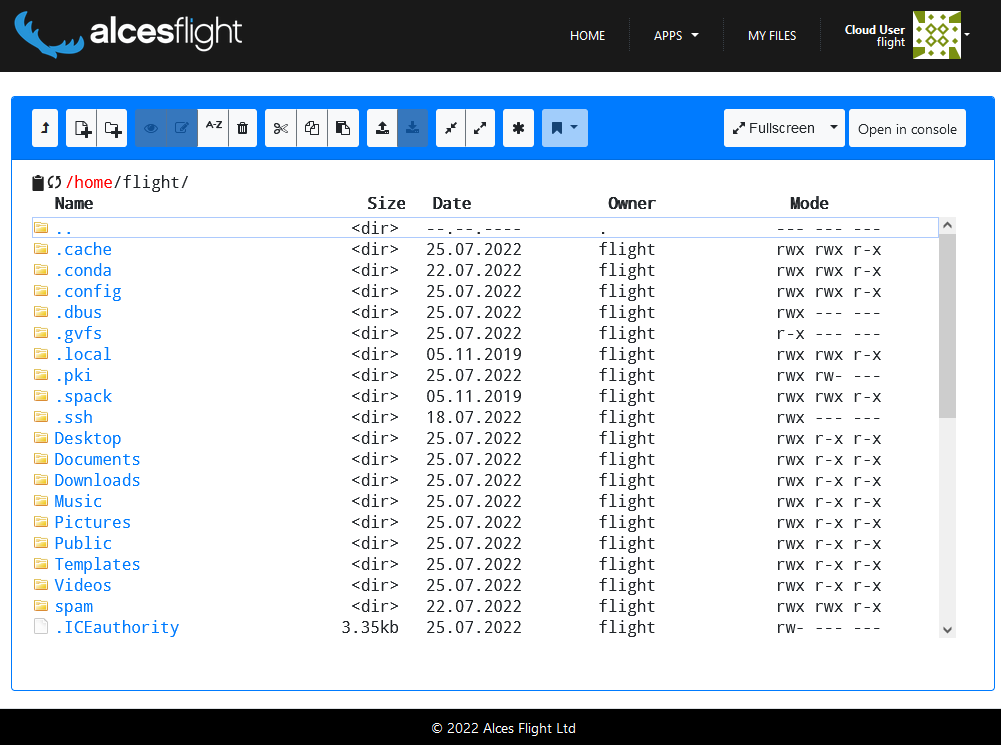 alcesflight
HOME
APPS
MY FILES
Cloud User
flight
A-Z
Fullscreen
Open in console
/home/flight/
Name Size Date Owner Mode
.. <dir> --.--.---- . --- --- ---
.cache <dir> 25.07.2022 flight rwx rwx r-x
.conda <dir> 22.07.2022 flight rwx rwx r-x
.config <dir> 25.07.2022 flight rwx rwx r-x
.dbus <dir> 25.07.2022 flight rwx --- ---
.gvfs <dir> 25.07.2022 flight r-x --- ---
.local <dir> 05.11.2019 flight rwx rwx r-x
.pki <dir> 25.07.2022 flight rwx rw- ---
.spack <dir> 05.11.2019 flight rwx rwx r-x
.ssh <dir> 18.07.2022 flight rwx --- ---
Desktop <dir> 25.07.2022 flight rwx r-x r-x
Documents <dir> 25.07.2022 flight rwx r-x r-x
Downloads <dir> 25.07.2022 flight rwx r-x r-x
Music <dir> 25.07.2022 flight rwx r-x r-x
Pictures <dir> 25.07.2022 flight rwx r-x r-x
Public <dir> 25.07.2022 flight rwx r-x r-x
Templates <dir> 25.07.2022 flight rwx r-x r-x
Videos <dir> 25.07.2022 flight rwx r-x r-x
spam <dir> 22.07.2022 flight rwx rwx r-x
.ICEauthority 3.35kb 25.07.2022 flight rw- --- ---
© 2022 Alces Flight Ltd